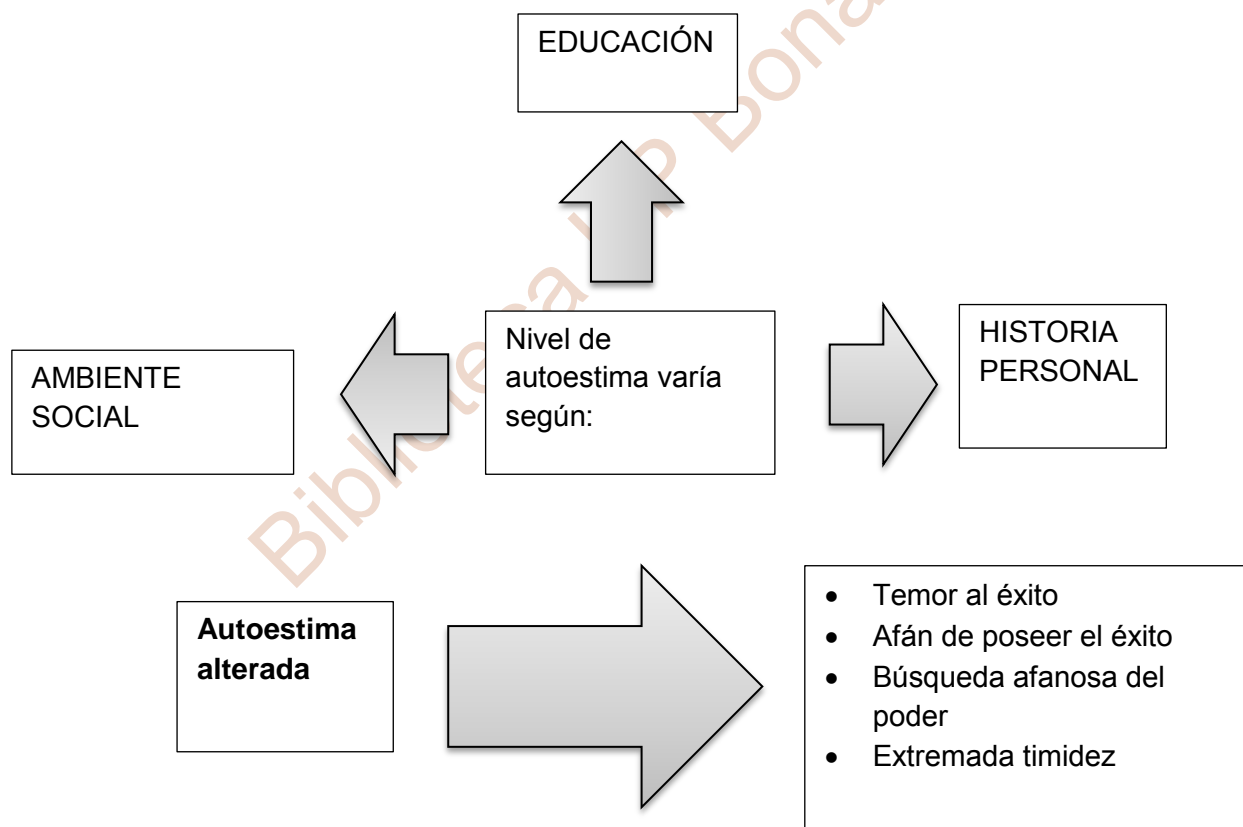 EDUCACIÓN
AMBIENTE
SOCIAL
Nivel de
autoestima varía
según:
HISTORIA
PERSONAL
Autoestima
alterada
• Temor al éxito
• Afán de poseer el éxito
• Búsqueda afanosa del
poder
• Extremada timidez
Biblioteca